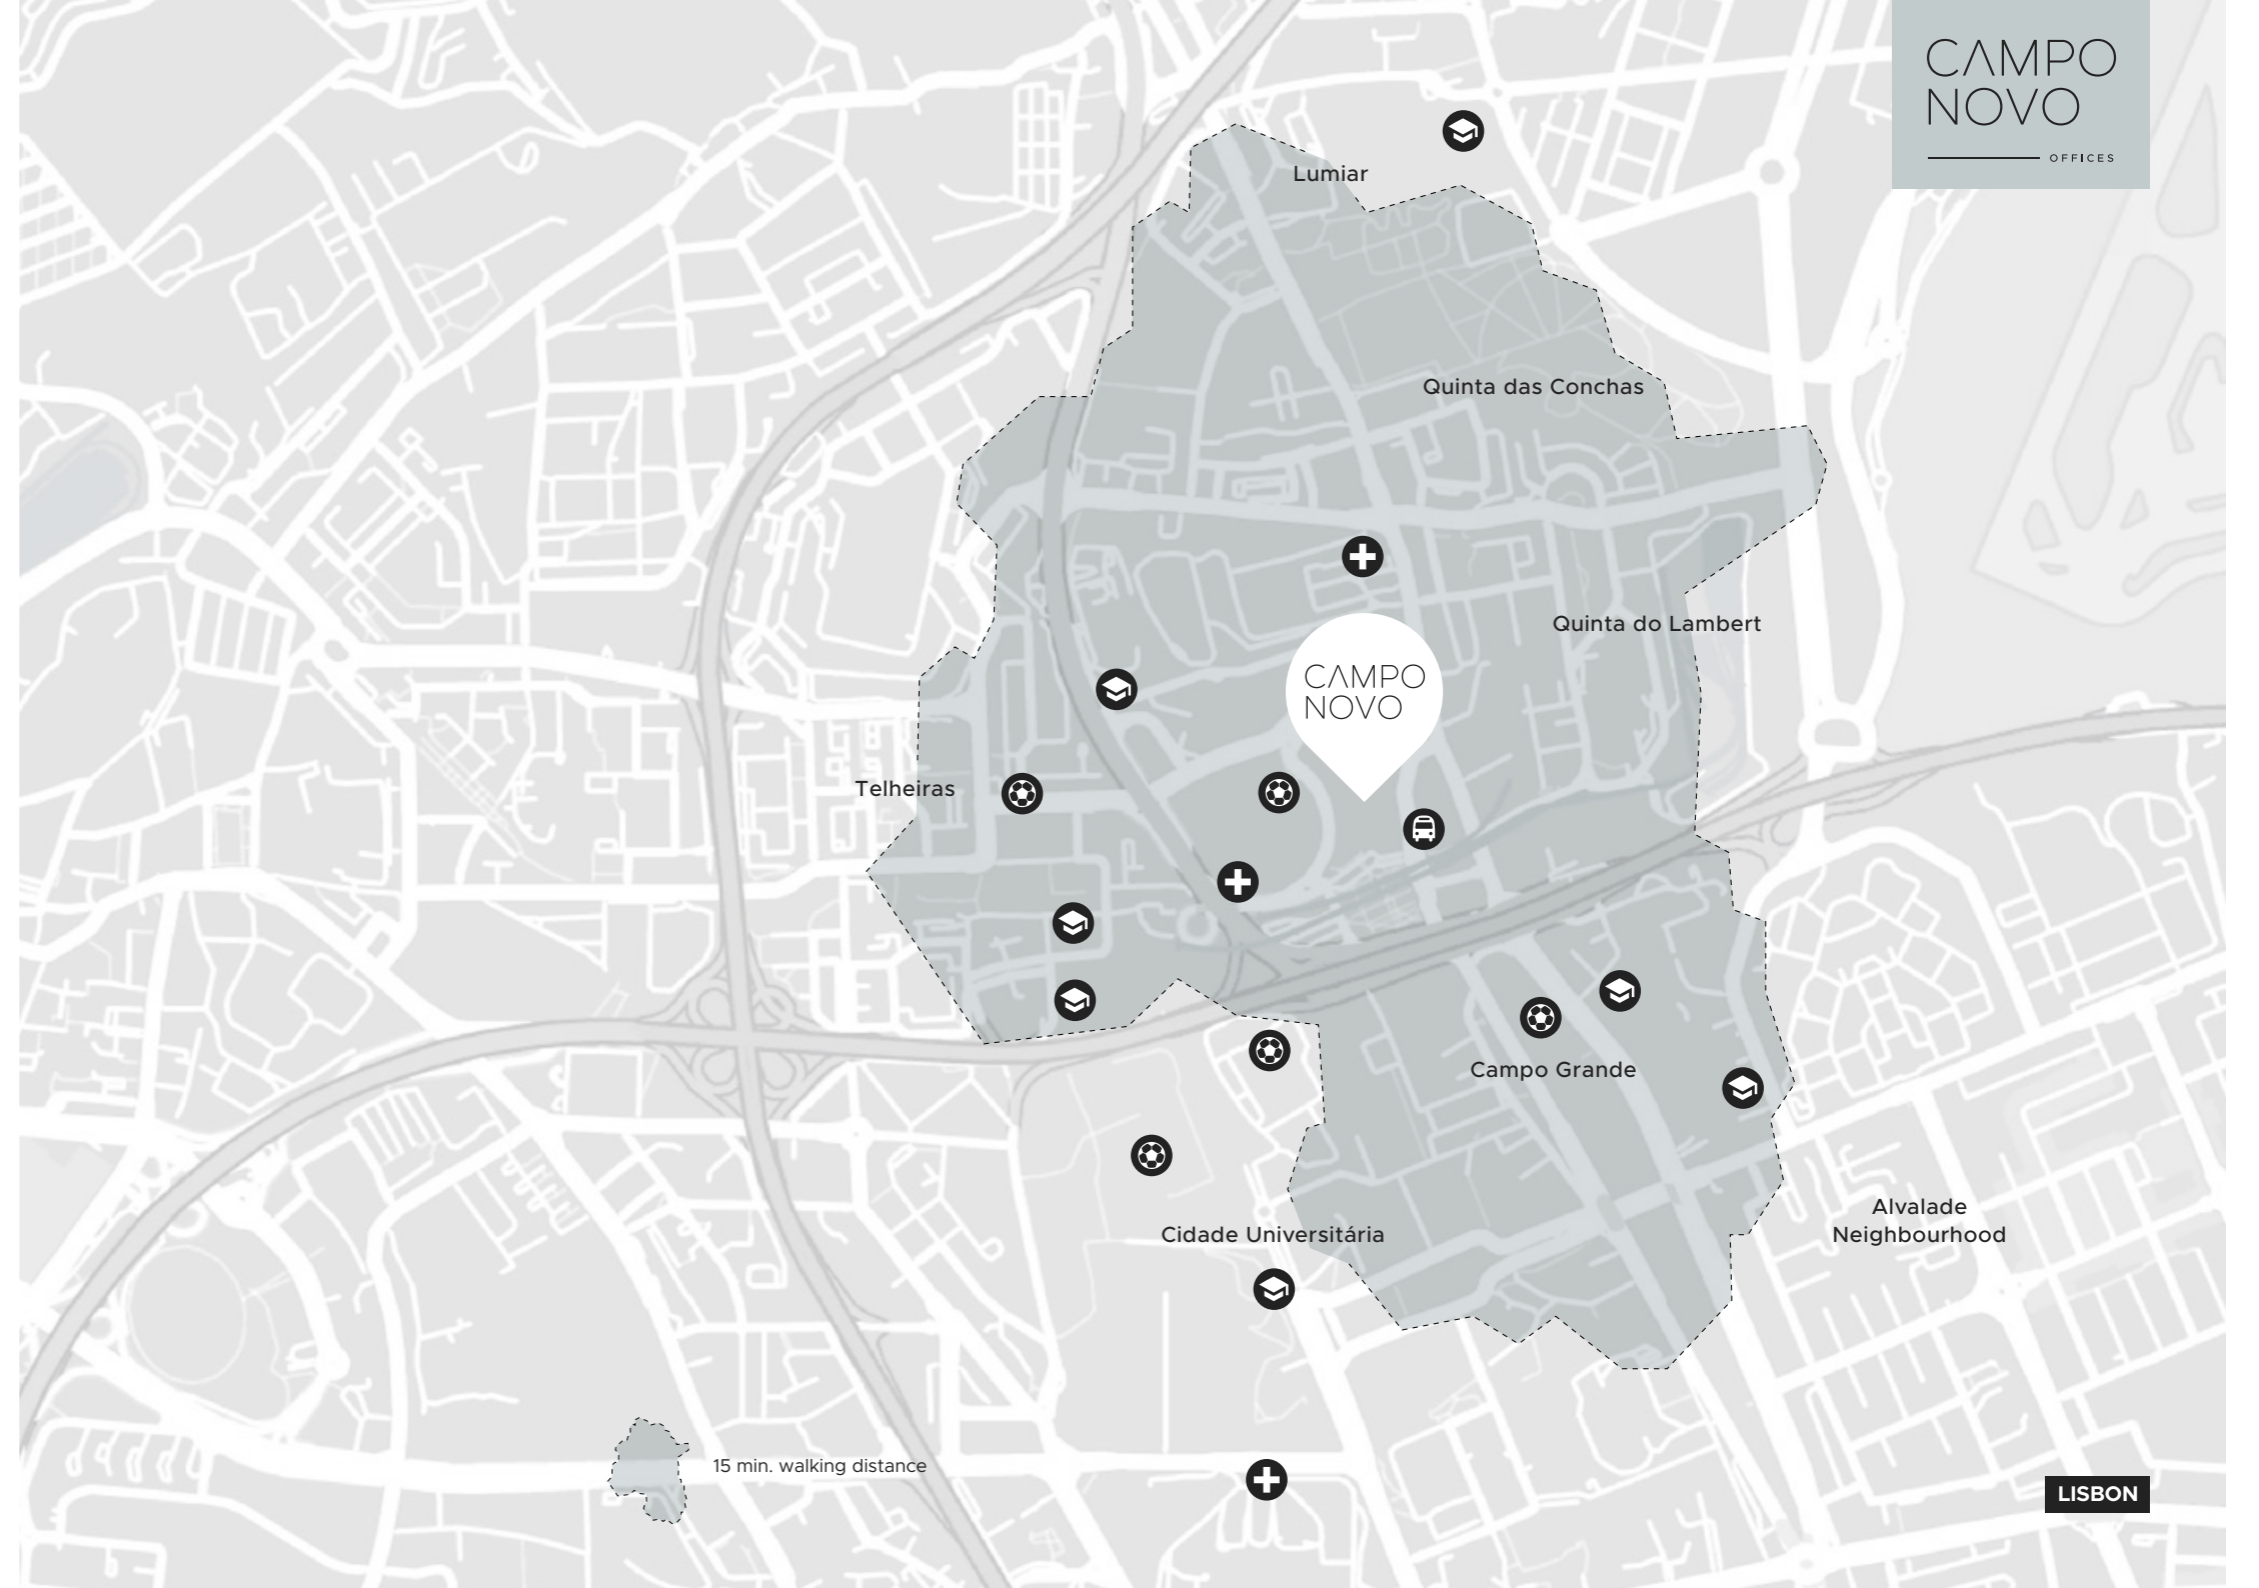 CAMPO
NOVO
OFFICES
Lumiar
Quinta das Conchas
Quinta do Lambert
CAMPO
NOVO
Telheiras
Campo Grande
Alvalade
Neighbourhood
Cidade Universitária
15 min. walking distance
LISBON